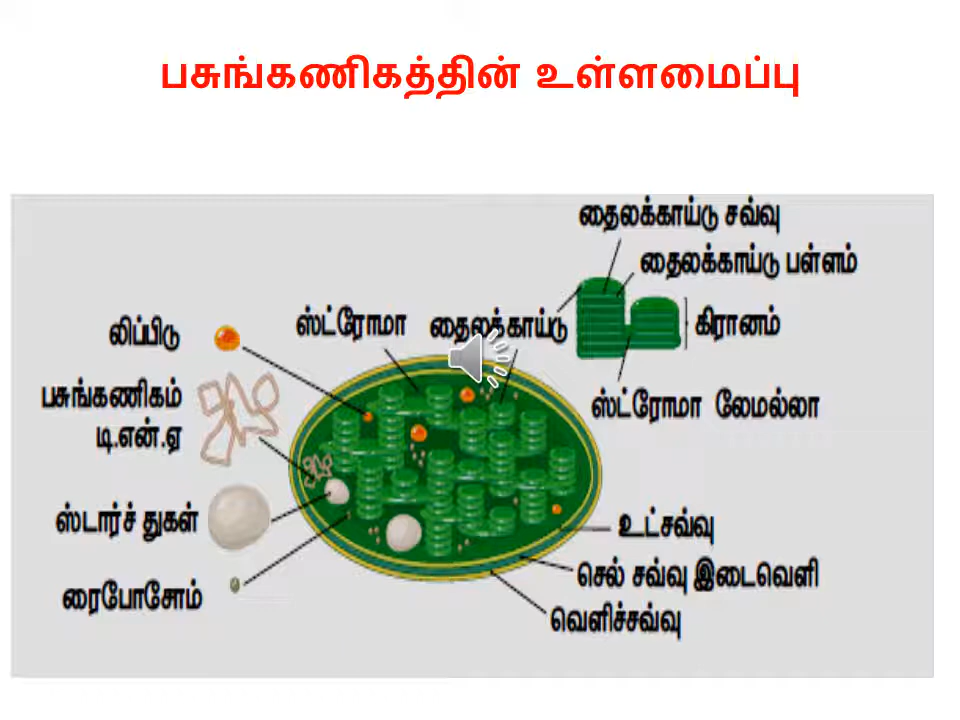 பசுங்கணிகத்தின் உள்ளமைப்பு
தைலக்காய்டு சவ்வு
தைலக்காய்டு பள்ளம்
லிப்பிடு
ஸ்ட்ரோமா
தைலக்காய்டு
கிரானம்
பசுங்கணிகம்
டி.என்.ஏ
ஸ்ட்ரோமா லேமல்லா
ஸ்டார்ச் துகள்
உட்சவ்வு
செல் சவ்வு இடைவெளி
ரைபோசோம்
வெளிச்சவ்வு